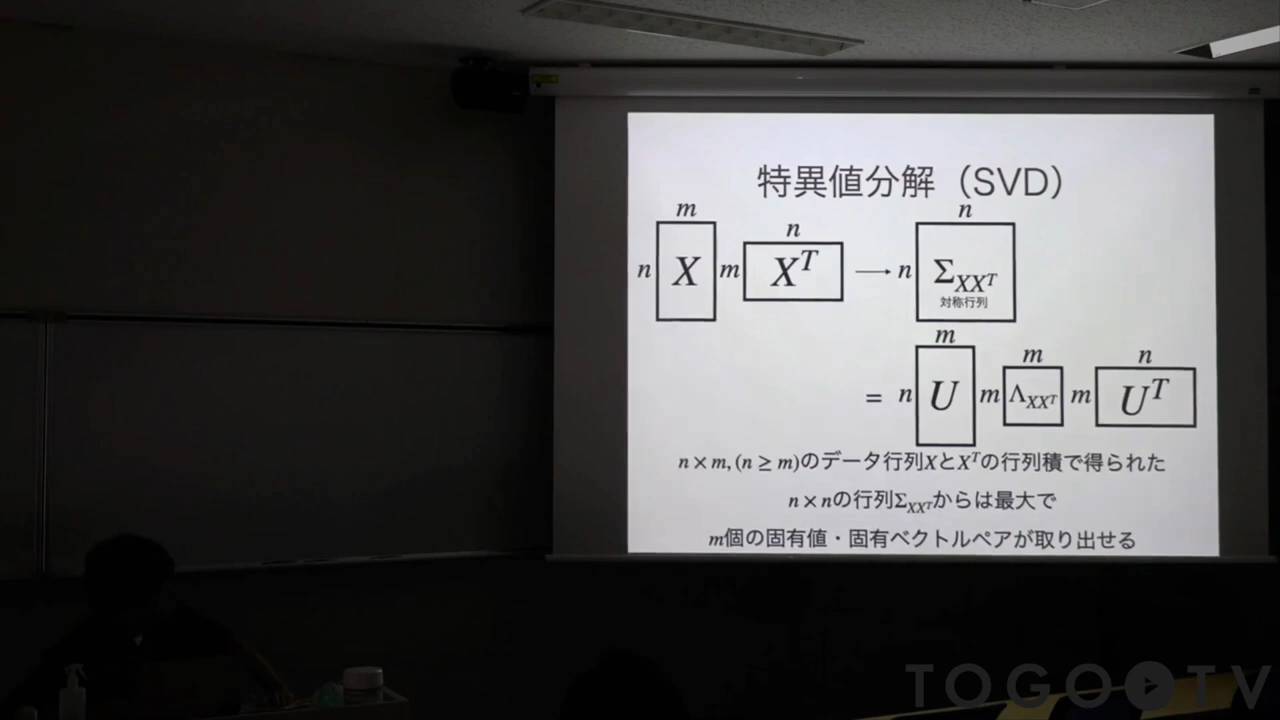 特異値分解（SVD）
m
n X m n X^T → n n Σ_{XX^T}
対称行列
= n m U m m Λ_{XX^T} m n U^T
n × m, (n ≥ m)のデータ行列XとX^Tの行列積で得られた
n × nの行列Σ_{XX^T}からは最大で
m個の固有値・固有ベクトルペアが取り出せる
TOGO TV